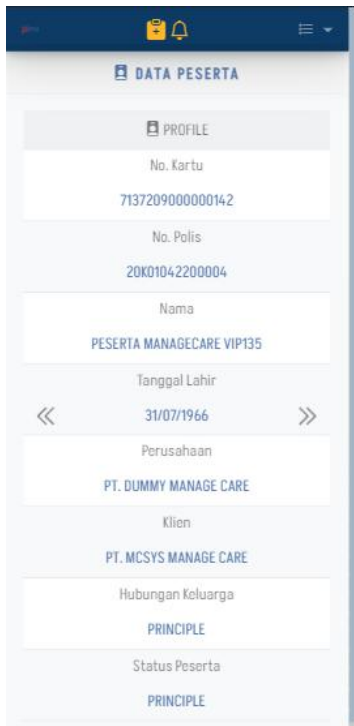 DATA PESERTA
PROFILE
No. Kartu
7137209000000142
No. Polis
20K01042200004
Nama
PESERTA MANAGECARE VIP135
Tanggal Lahir
31/07/1966
Perusahaan
PT. DUMMY MANAGE CARE
Klien
PT. MCSYS MANAGE CARE
Hubungan Keluarga
PRINCIPLE
Status Peserta
PRINCIPLE